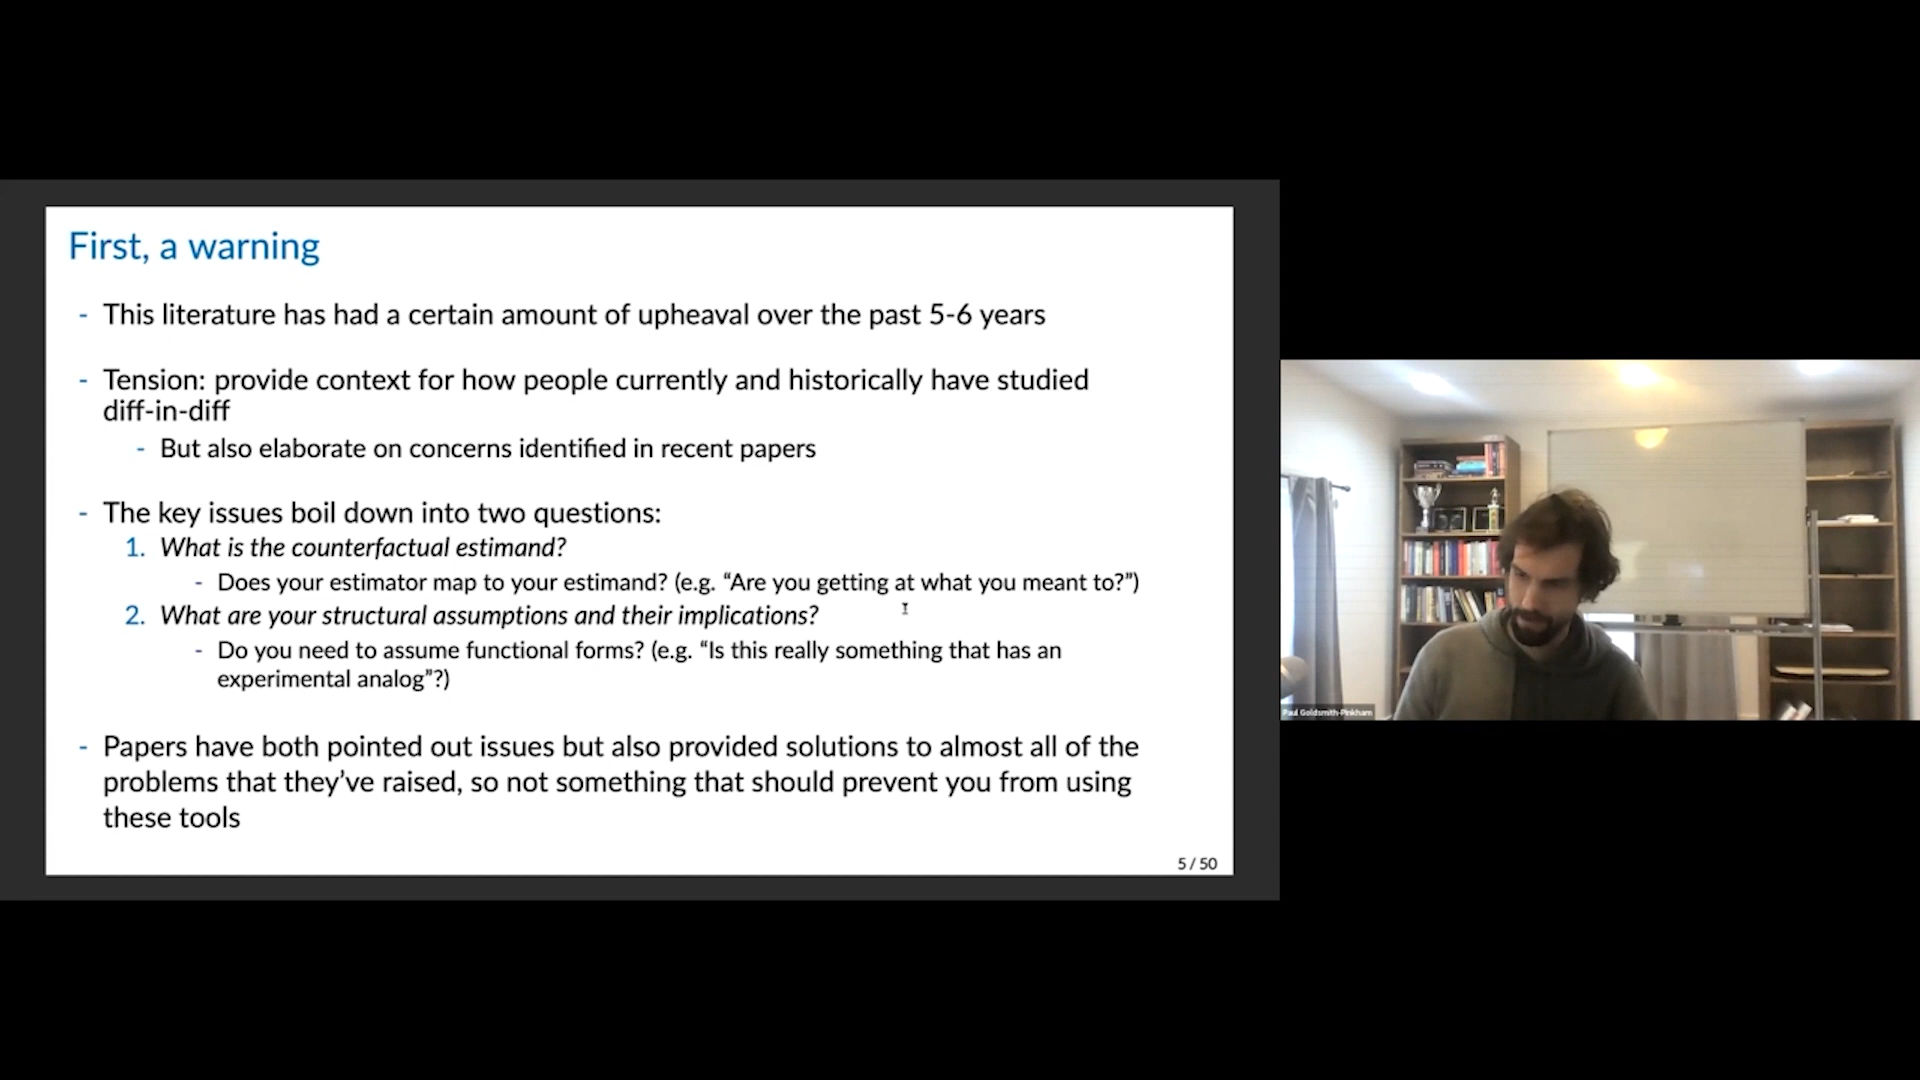 First, a warning
- This literature has had a certain amount of upheaval over the past 5-6 years
- Tension: provide context for how people currently and historically have studied
diff-in-diff
- But also elaborate on concerns identified in recent papers
- The key issues boil down into two questions:
1. What is the counterfactual estimand?
- Does your estimator map to your estimand? (e.g. “Are you getting at what you meant to?”)
2. What are your structural assumptions and their implications?
- Do you need to assume functional forms? (e.g. “Is this really something that has an
experimental analog”?)
- Papers have both pointed out issues but also provided solutions to almost all of the
problems that they’ve raised, so not something that should prevent you from using
these tools
5 / 50
Paul Goldsmith-Pinkham